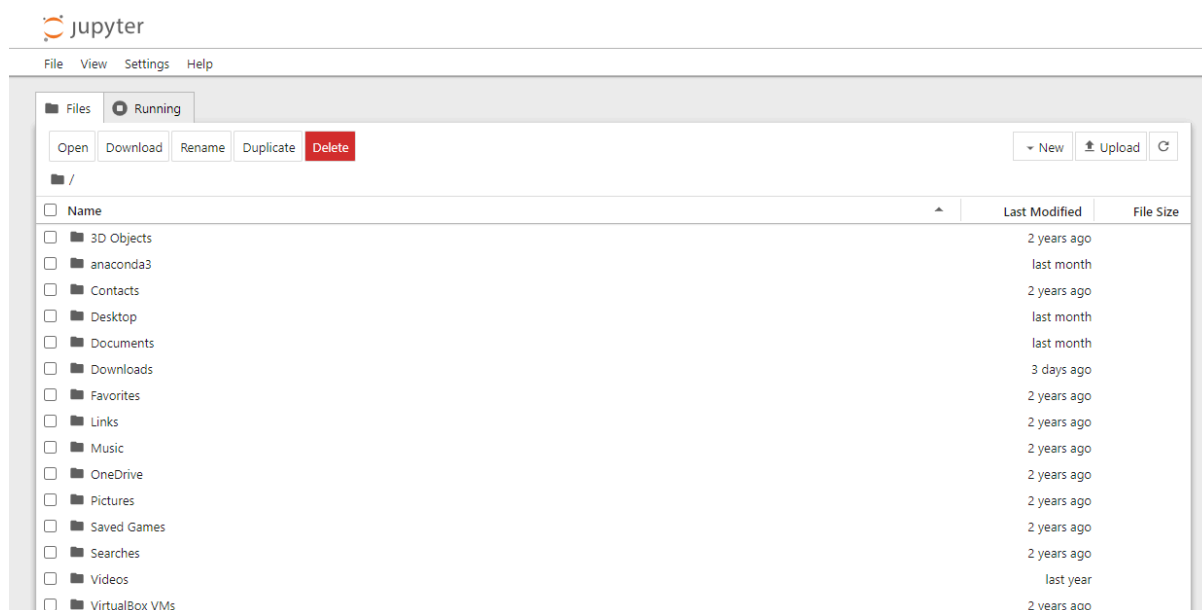 jupyter
File View Settings Help
Files Running
Open Download Rename Duplicate Delete New Upload
/
Name Last Modified File Size
3D Objects 2 years ago
anaconda3 last month
Contacts 2 years ago
Desktop last month
Documents last month
Downloads 3 days ago
Favorites 2 years ago
Links 2 years ago
Music 2 years ago
OneDrive 2 years ago
Pictures 2 years ago
Saved Games 2 years ago
Searches 2 years ago
Videos last year
VirtualBox VMs 2 years ago